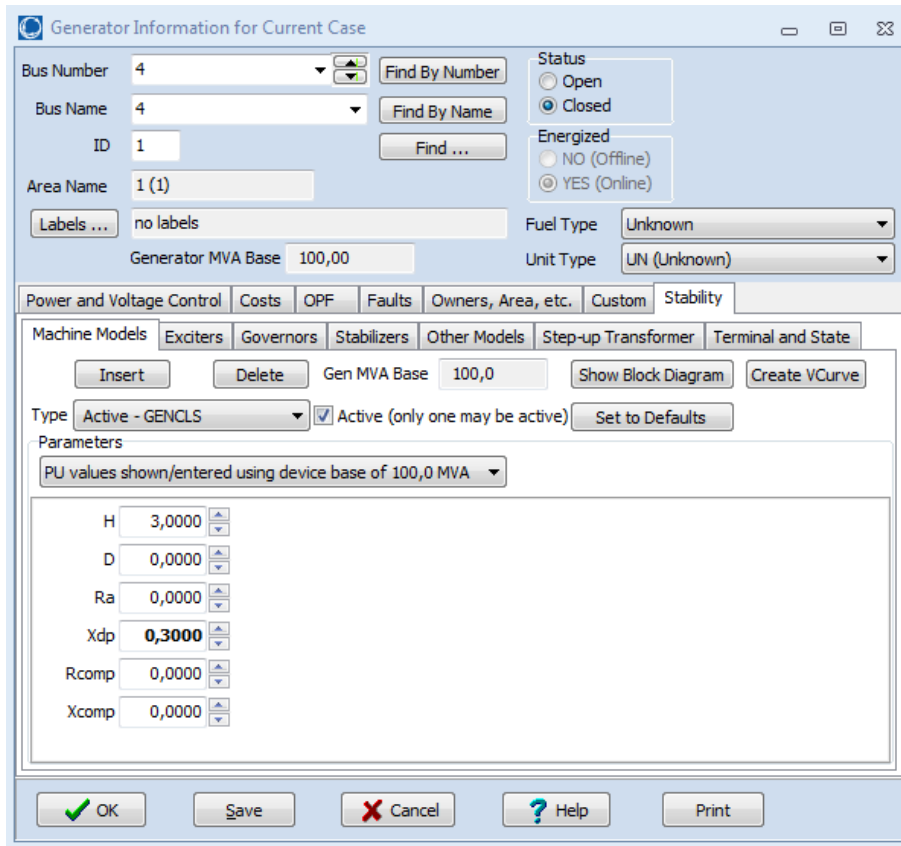 Generator Information for Current Case
Bus Number 4 Find By Number Status
Open
Bus Name 4 Find By Name Closed
ID 1 Find ... Energized
NO (Offline)
Area Name 1 (1) YES (Online)
Labels ... no labels Fuel Type Unknown
Generator MVA Base 100,00 Unit Type UN (Unknown)
Power and Voltage Control Costs OPF Faults Owners, Area, etc. Custom Stability
Machine Models Exciters Governors Stabilizers Other Models Step-up Transformer Terminal and State
Insert Delete Gen MVA Base 100,0 Show Block Diagram Create VCurve
Type Active - GENCLS Active (only one may be active) Set to Defaults
Parameters
PU values shown/entered using device base of 100,0 MVA
H 3,0000
D 0,0000
Ra 0,0000
Xdp 0,3000
Rcomp 0,0000
Xcomp 0,0000
OK Save Cancel ? Help Print